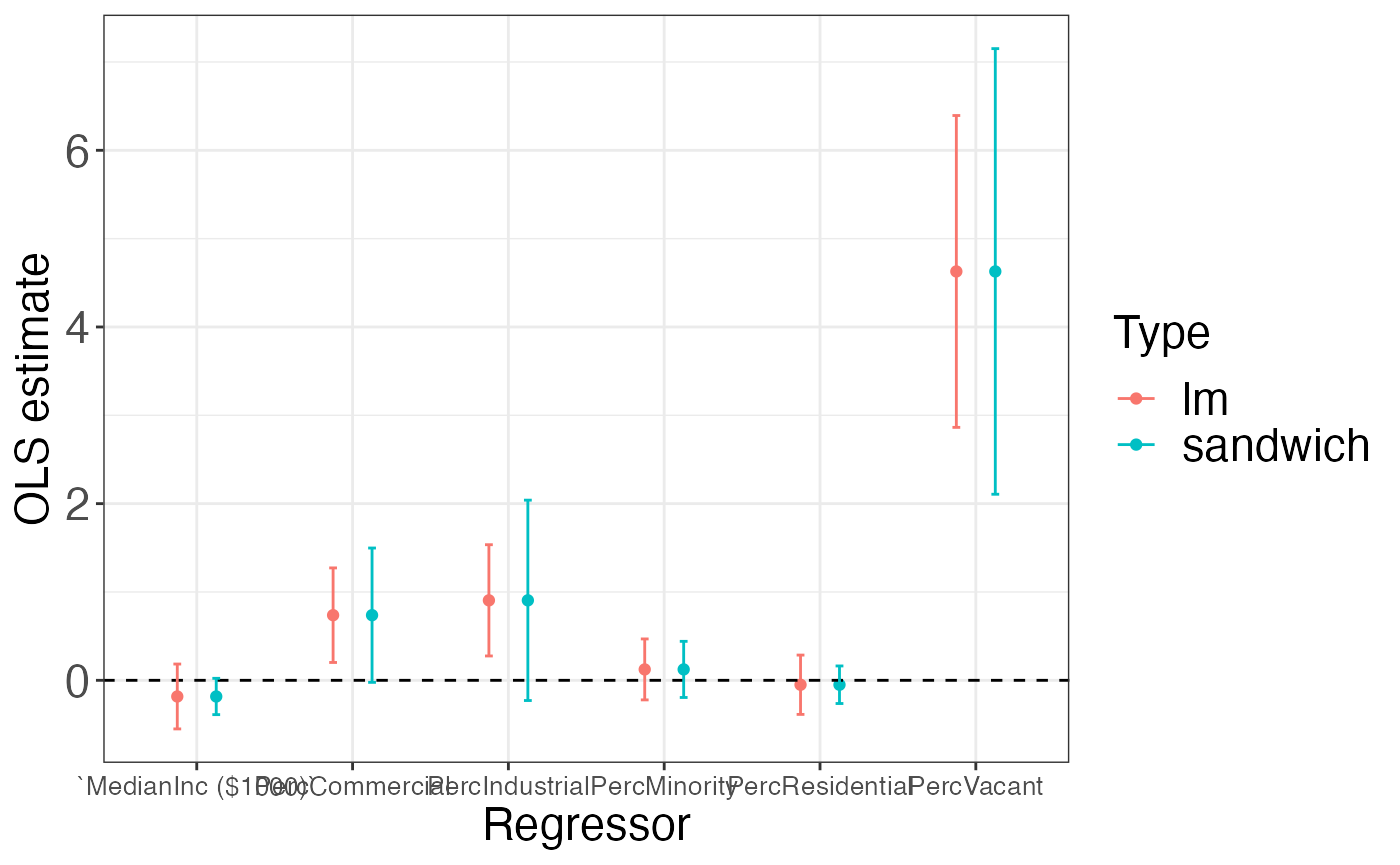 6
4
2
0
OLS estimate
`MedianInc ($1000)`
PercCommercial
PercIndustrial
PercMinority
PercResidential
PercVacant
Regressor
Type
lm
sandwich